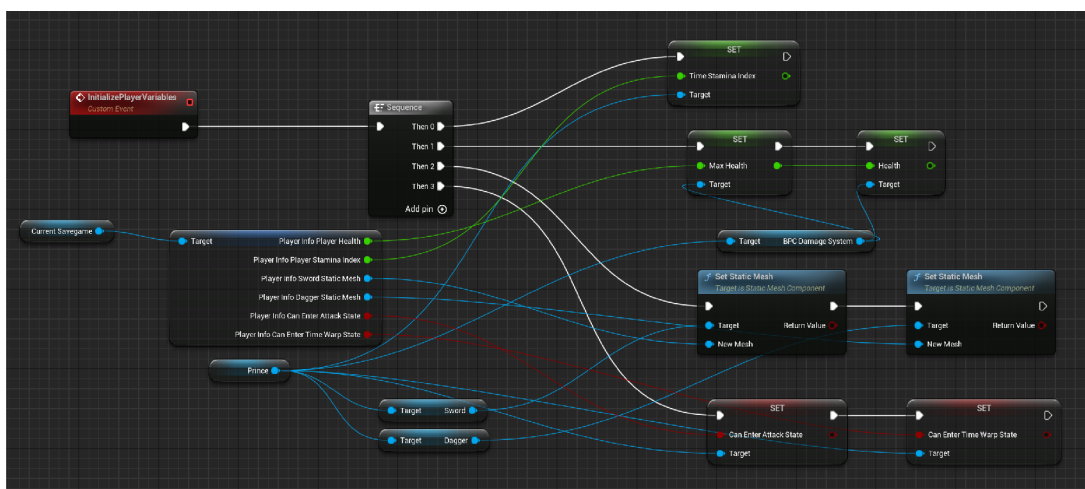 InitializePlayerVariables
Custom Event
Sequence
Then 0
Then 1
Then 2
Then 3
Add pin
SET
Time Stamina Index
Target
SET
Max Health
Target
SET
Health
Target
Current Savegame
Target Player Info Player Health
Player Info Player Stamina Index
Player Info Sword Static Mesh
Player Info Dagger Static Mesh
Player Info Can Enter Attack State
Player Info Can Enter Time Warp State
Target BPC Damage System
f Set Static Mesh
Target is Static Mesh Component
Target Return Value
New Mesh
f Set Static Mesh
Target is Static Mesh Component
Target Return Value
New Mesh
Prince
Target Sword
Target Dagger
SET
Can Enter Attack State
Target
SET
Can Enter Time Warp State
Target